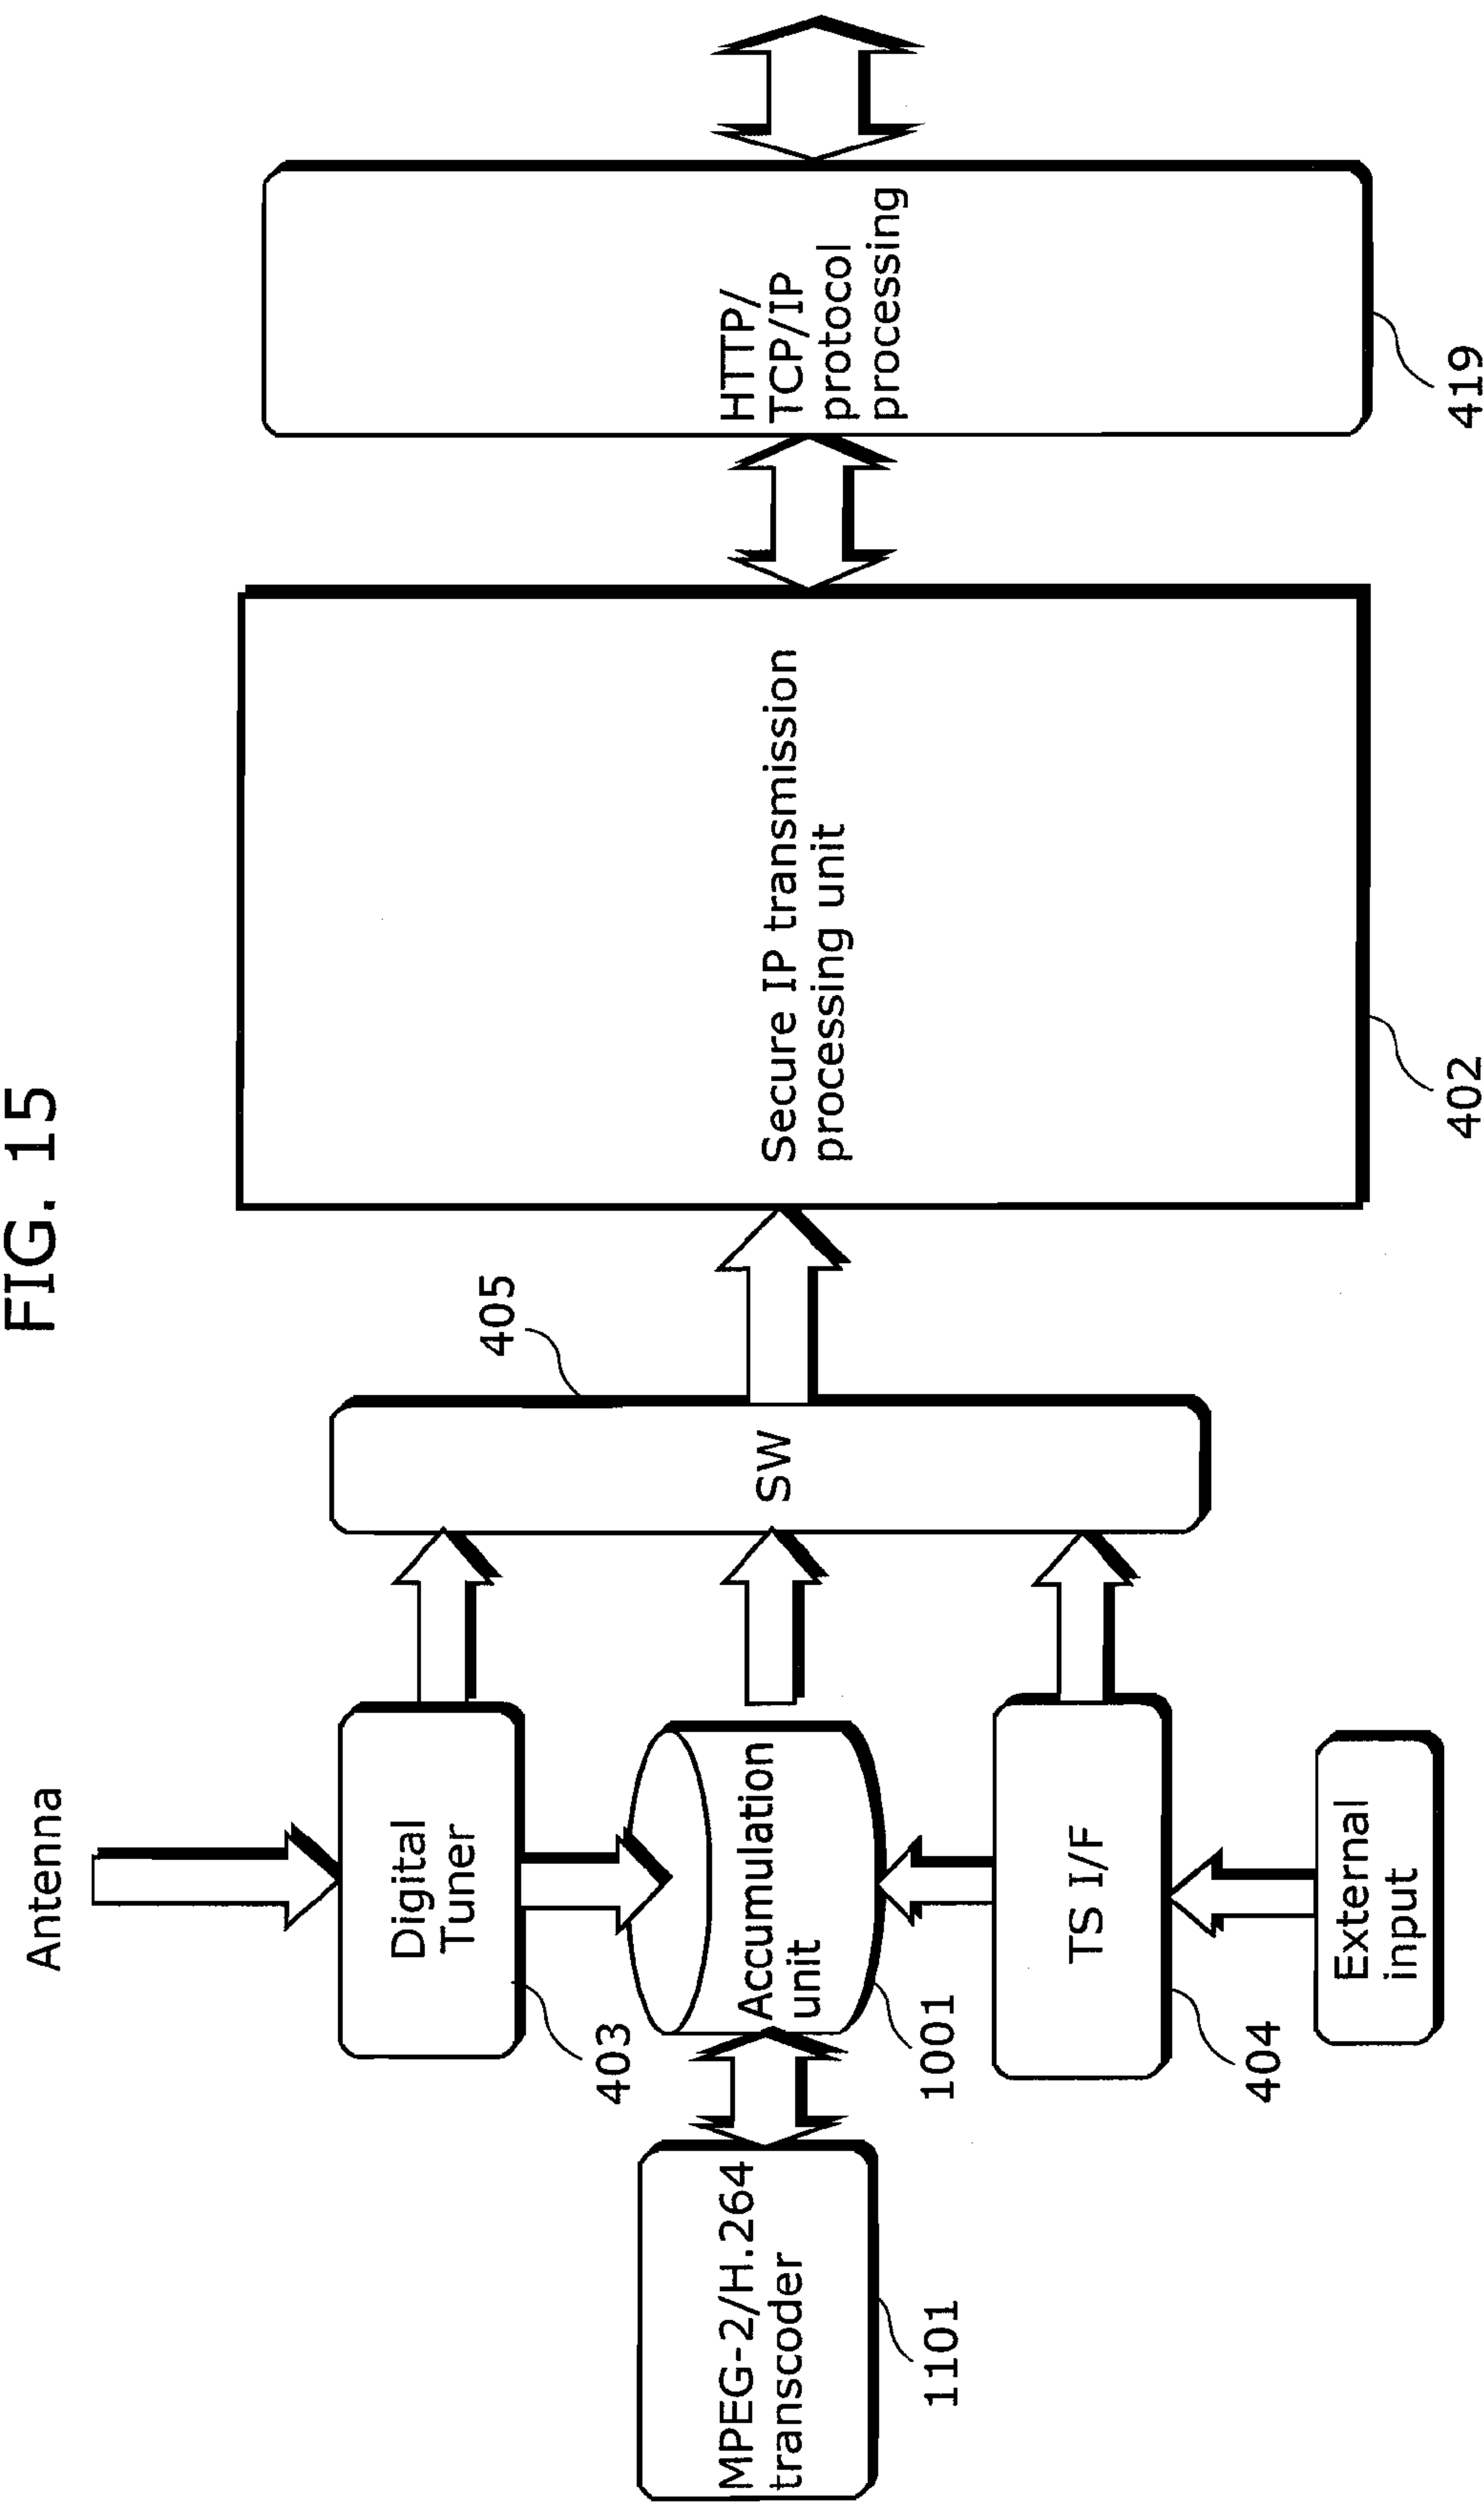 FIG. 15
Antenna
Digital
Tuner
403
MPEG-2/H.264
transcoder
1101
Accumulation
unit
1001
TS I/F
404
External
input
SW
405
Secure IP transmission
processing unit
402
HTTP/
TCP/IP
protocol
processing
419